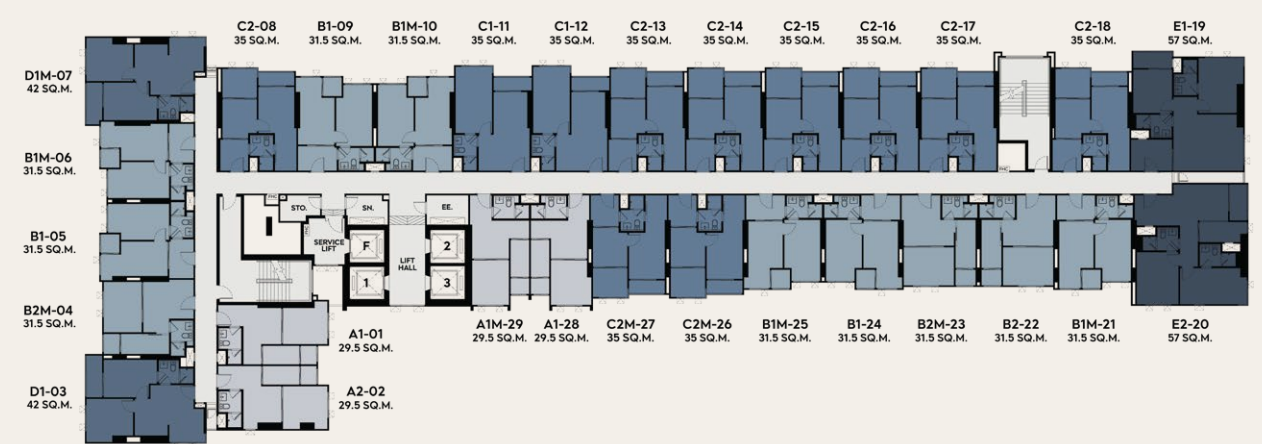 C2-08
35 SQ.M.
B1-09
31.5 SQ.M.
B1M-10
31.5 SQ.M.
C1-11
35 SQ.M.
C1-12
35 SQ.M.
C2-13
35 SQ.M.
C2-14
35 SQ.M.
C2-15
35 SQ.M.
C2-16
35 SQ.M.
C2-17
35 SQ.M.
C2-18
35 SQ.M.
E1-19
57 SQ.M.
D1M-07
42 SQ.M.
B1M-06
31.5 SQ.M.
B1-05
31.5 SQ.M.
B2M-04
31.5 SQ.M.
D1-03
42 SQ.M.
STO.
SN.
EE.
SERVICE
LIFT
F
1
LIFT
HALL
2
3
A1-01
29.5 SQ.M.
A2-02
29.5 SQ.M.
A1M-29
29.5 SQ.M.
A1-28
29.5 SQ.M.
C2M-27
35 SQ.M.
C2M-26
35 SQ.M.
B1M-25
31.5 SQ.M.
B1-24
31.5 SQ.M.
B2M-23
31.5 SQ.M.
B2-22
31.5 SQ.M.
B1M-21
31.5 SQ.M.
E2-20
57 SQ.M.